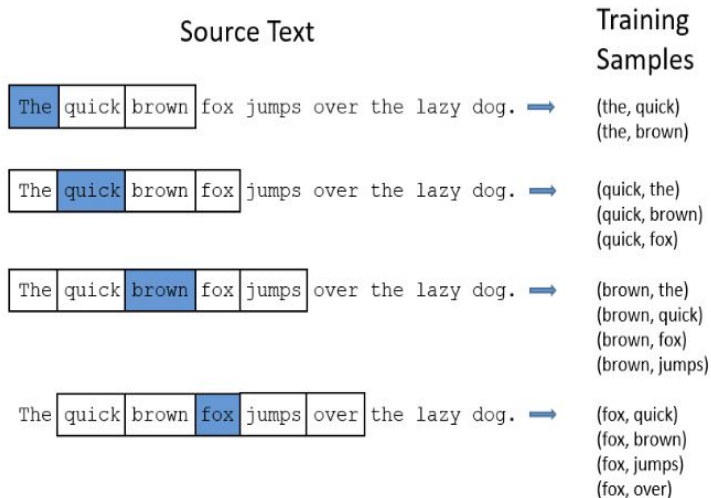 Source Text
Training
Samples
The quick brown fox jumps over the lazy dog.
(the, quick)
(the, brown)
The quick brown fox jumps over the lazy dog.
(quick, the)
(quick, brown)
(quick, fox)
The quick brown fox jumps over the lazy dog.
(brown, the)
(brown, quick)
(brown, fox)
(brown, jumps)
The quick brown fox jumps over the lazy dog.
(fox, quick)
(fox, brown)
(fox, jumps)
(fox, over)